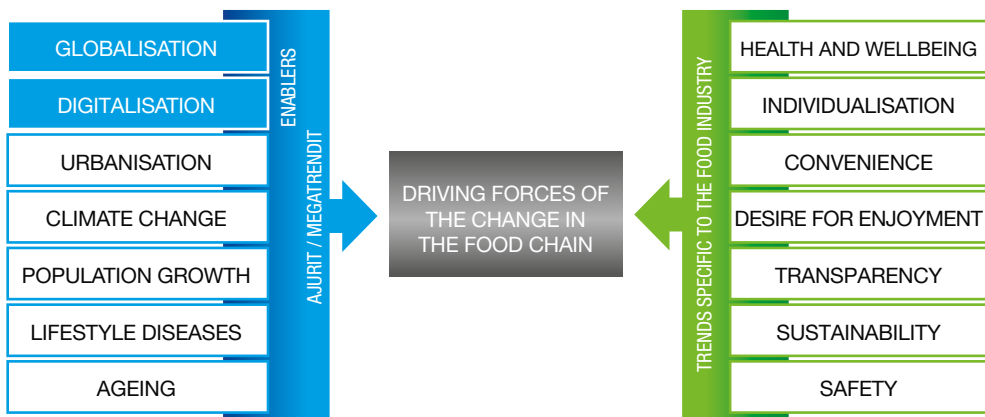 GLOBALISATION
DIGITALISATION
URBANISATION
CLIMATE CHANGE
POPULATION GROWTH
LIFESTYLE DISEASES
AGEING
ENABLERS
AJURIT / MEGATRENDIT
DRIVING FORCES OF
THE CHANGE IN
THE FOOD CHAIN
TRENDS SPECIFIC TO THE FOOD INDUSTRY
HEALTH AND WELLBEING
INDIVIDUALISATION
CONVENIENCE
DESIRE FOR ENJOYMENT
TRANSPARENCY
SUSTAINABILITY
SAFETY